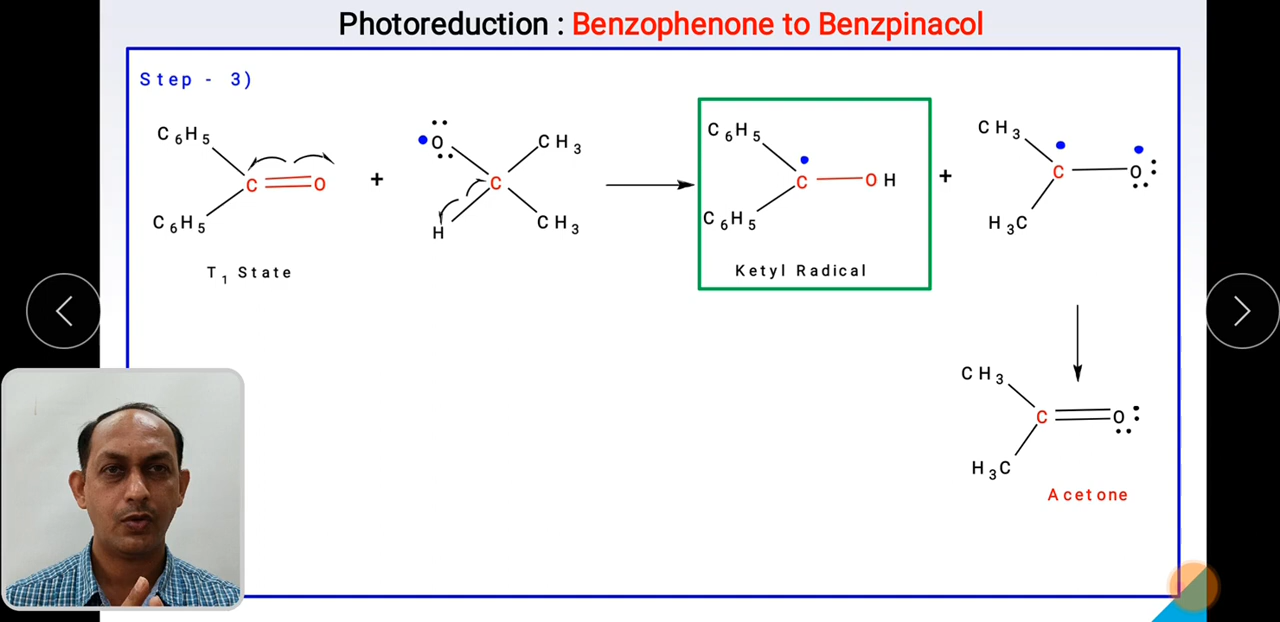 Photoreduction : Benzophenone to Benzpinacol
Step - 3)
C6H5
C6H5
C=O
T1 State
+
O
C
H
CH3
CH3
C6H5
C6H5
C
OH
Ketyl Radical
+
CH3
H3C
C
O
CH3
H3C
C
O
Acetone